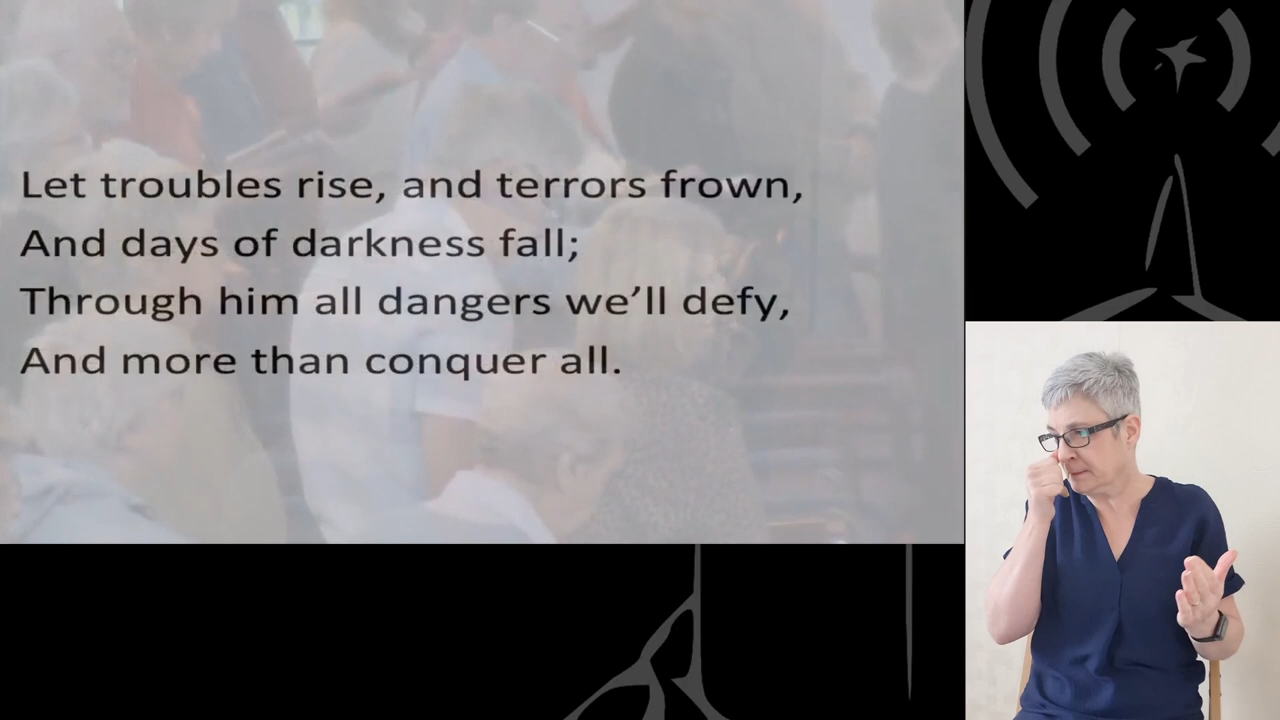 Let troubles rise, and terrors frown,
And days of darkness fall;
Through him all dangers we’ll defy,
And more than conquer all.